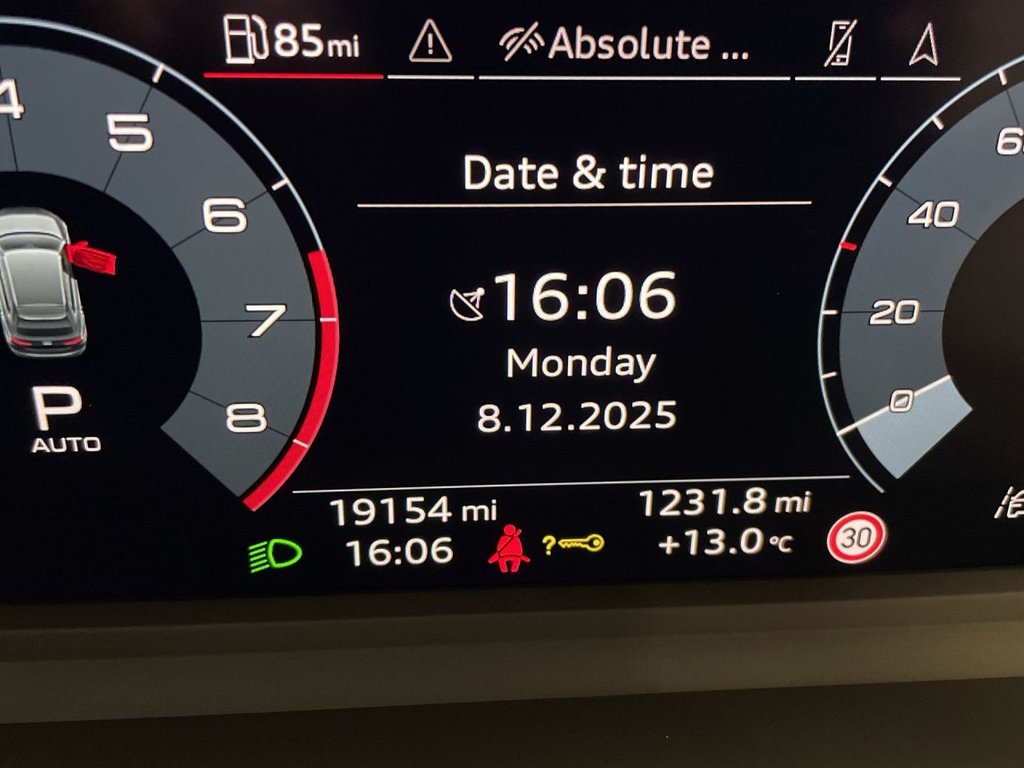 85mi
Absolute ...
4
5
6
7
8
P
AUTO
Date & time
16:06
Monday
8.12.2025
40
20
0
19154 mi
16:06
?
1231.8 mi
+13.0 °C
30